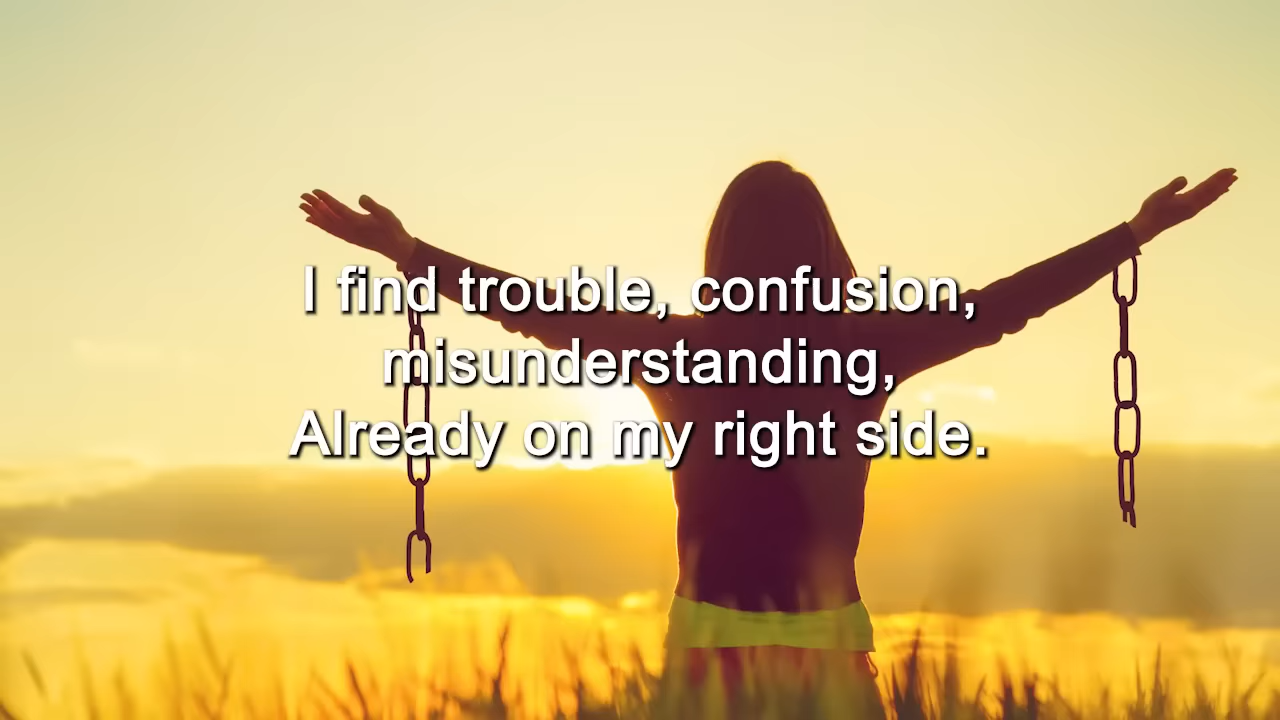 I find trouble, confusion,
misunderstanding,
Already on my right side.